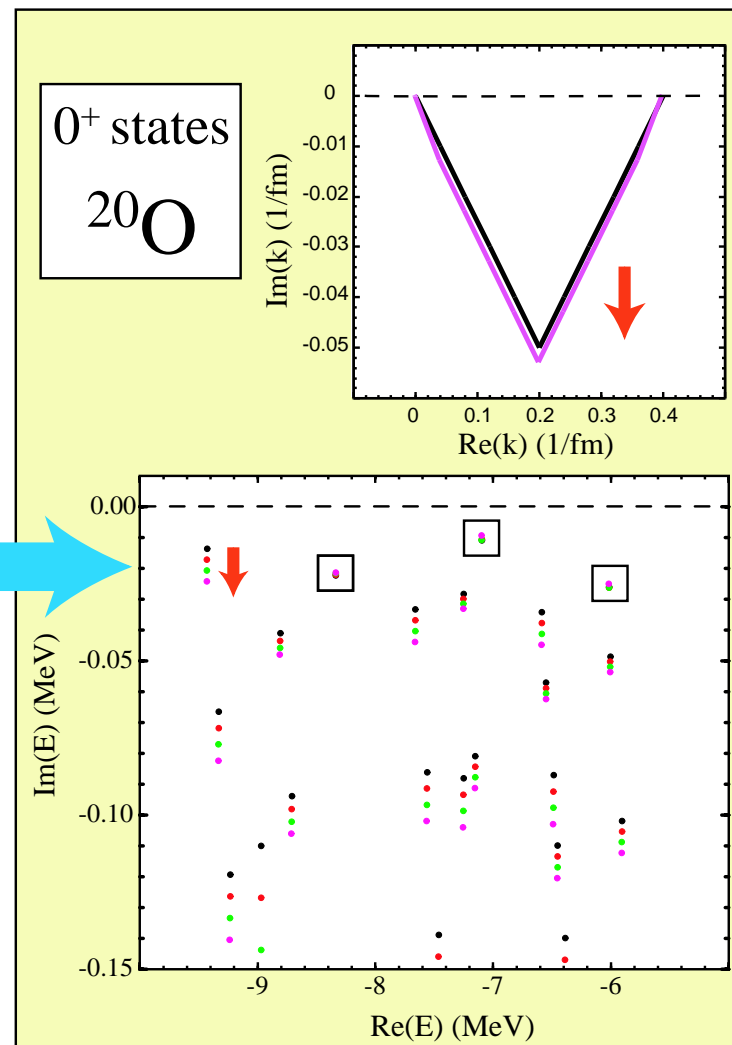 0⁺ states
²⁰O
Im(k) (1/fm)
0
-0.01
-0.02
-0.03
-0.04
-0.05
0 0.1 0.2 0.3 0.4
Re(k) (1/fm)
Im(E) (MeV)
0.00
-0.05
-0.10
-0.15
-9 -8 -7 -6
Re(E) (MeV)